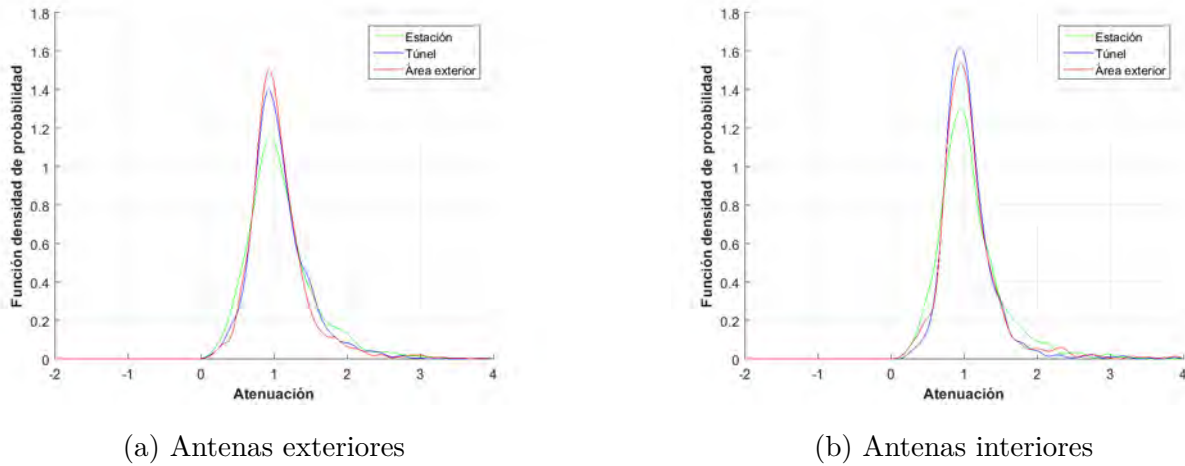 Función densidad de probabilidad
1.8
1.6
1.4
1.2
1
0.8
0.6
0.4
0.2
0
-2
-1
0
1
2
3
4
Atenuación
Estación
Túnel
Área exterior
(a) Antenas exteriores
Función densidad de probabilidad
1.8
1.6
1.4
1.2
1
0.8
0.6
0.4
0.2
0
-2
-1
0
1
2
3
4
Atenuación
Estación
Túnel
Área exterior
(b) Antenas interiores